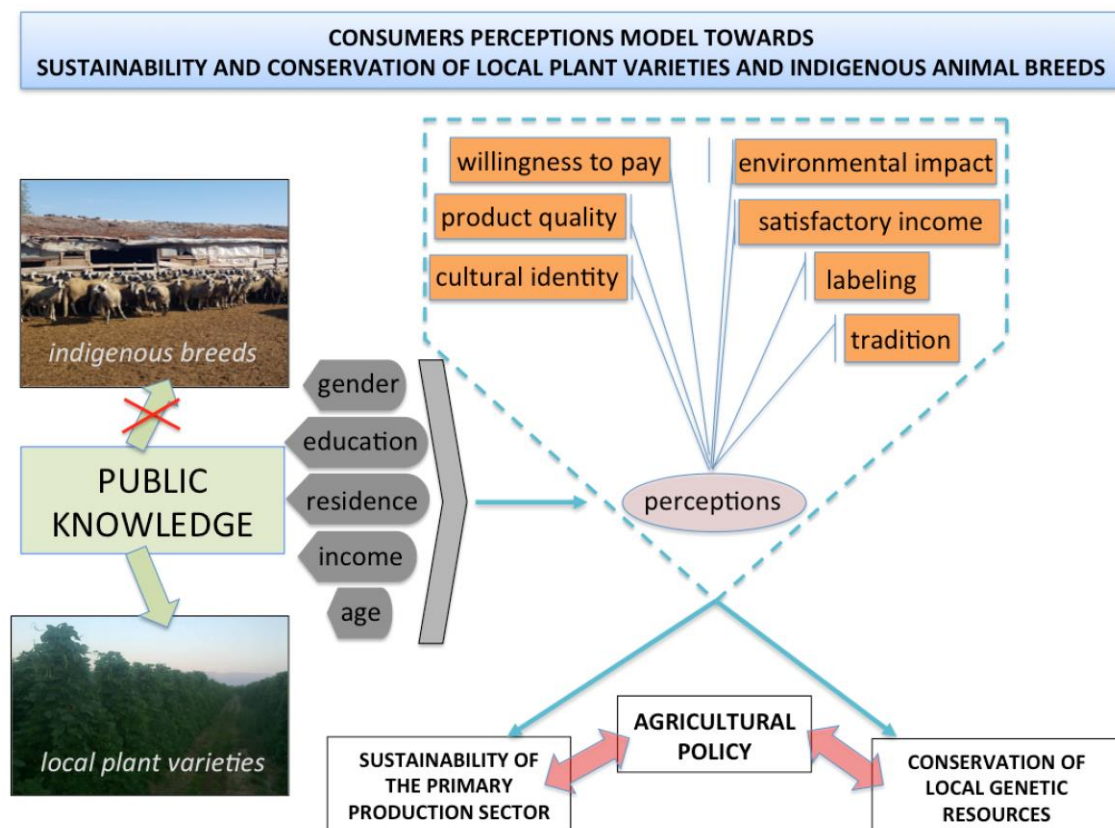 CONSUMERS PERCEPTIONS MODEL TOWARDS
SUSTAINABILITY AND CONSERVATION OF LOCAL PLANT VARIETIES AND INDIGENOUS ANIMAL BREEDS
willingness to pay
environmental impact
product quality
satisfactory income
cultural identity
labeling
tradition
indigenous breeds
gender
education
residence
income
age
PUBLIC
KNOWLEDGE
perceptions
local plant varieties
AGRICULTURAL
POLICY
SUSTAINABILITY OF
THE PRIMARY
PRODUCTION SECTOR
CONSERVATION OF
LOCAL GENETIC
RESOURCES